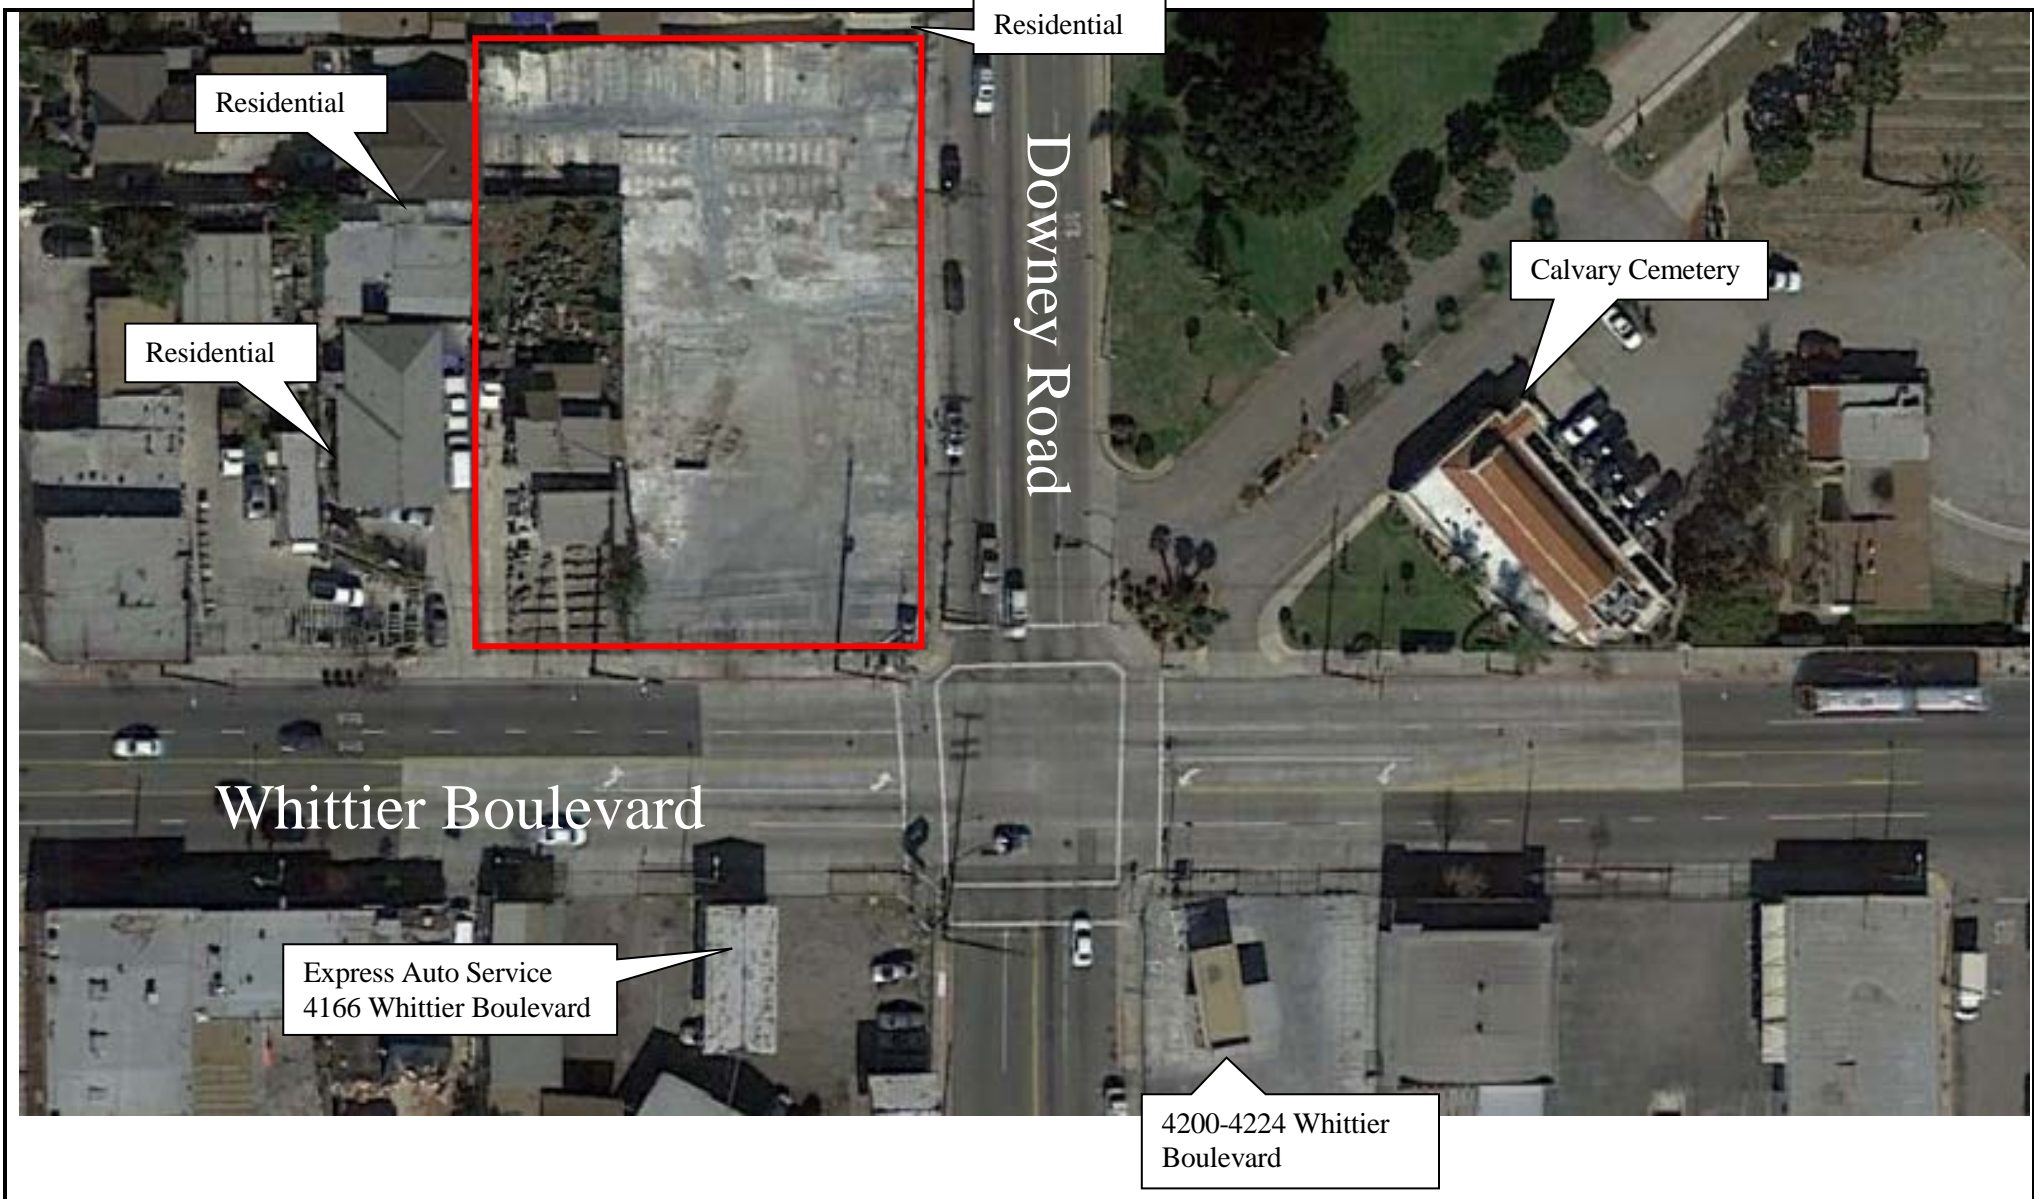 Residential
Residential
Downey Road
Calvary Cemetery
Residential
Whittier Boulevard
Express Auto Service
4166 Whittier Boulevard
4200-4224 Whittier
Boulevard